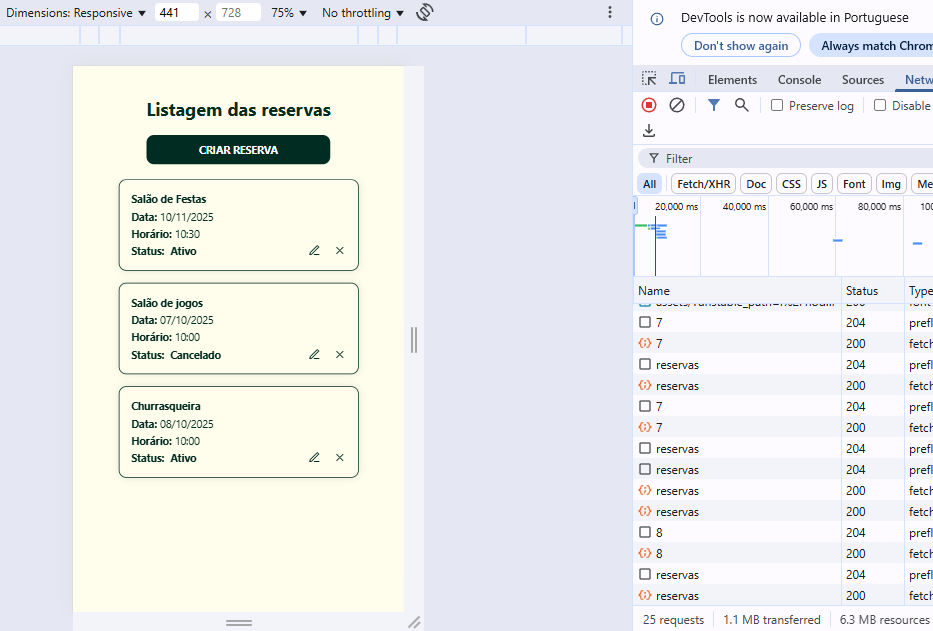 Dimensions: Responsive 441 × 728 75% No throttling
Listagem das reservas
CRIAR RESERVA
Salão de Festas
Data: 10/11/2025
Horário: 10:30
Status: Ativo
Salão de jogos
Data: 07/10/2025
Horário: 10:00
Status: Cancelado
Churrasqueira
Data: 08/10/2025
Horário: 10:00
Status: Ativo
DevTools is now available in Portuguese
Don't show again Always match Chrom
Elements Console Sources Netw
Preserve log Disable
Filter
All Fetch/XHR Doc CSS JS Font Img Me
20,000 ms 40,000 ms 60,000 ms 80,000 ms 100
Name Status Type
7 204 prefl
7 200 fetch
reservas 204 prefl
reservas 200 fetch
7 204 prefl
7 200 fetch
reservas 204 prefl
reservas 204 prefl
reservas 200 fetch
reservas 200 fetch
8 204 prefl
8 200 fetch
reservas 204 prefl
reservas 200 fetch
25 requests 1.1 MB transferred 6.3 MB resources